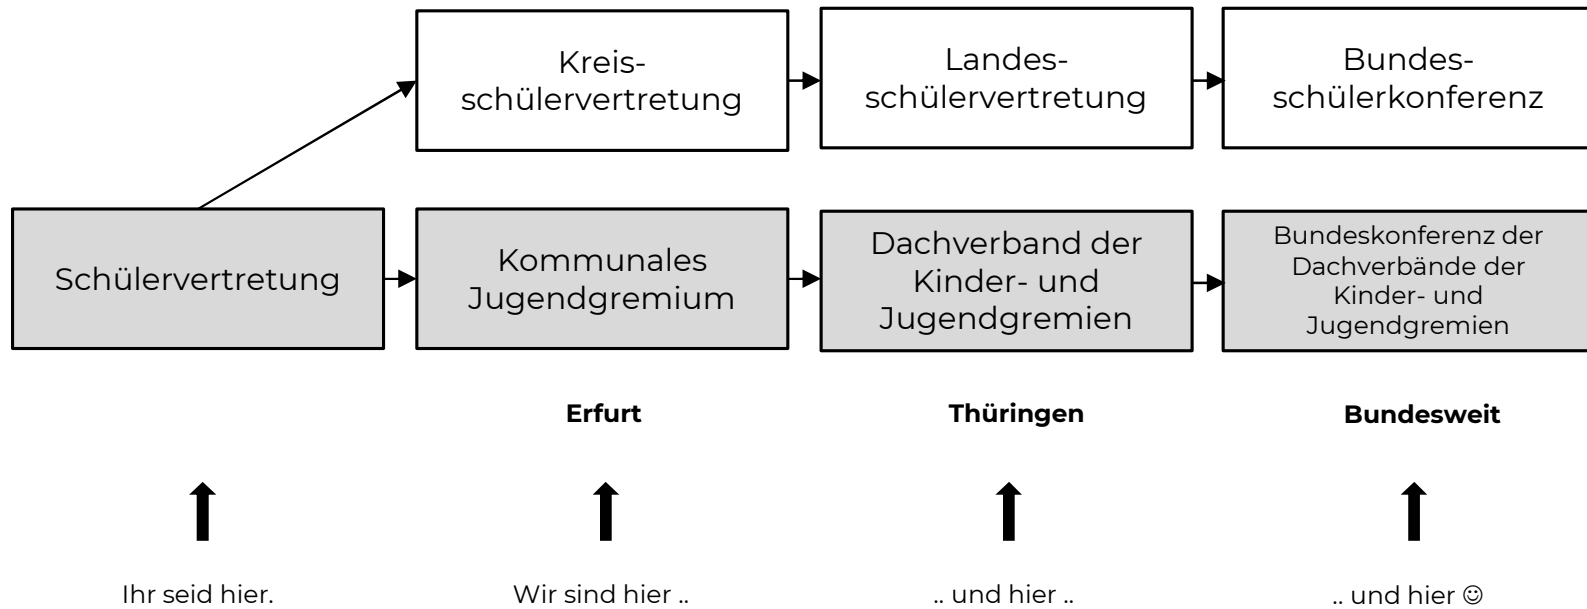 Kreis-
schülervertretung
Landes-
schülervertretung
Bundes-
schülerkonferenz
Schülervertretung
Kommunales
Jugendgremium
Dachverband der
Kinder- und
Jugendgremien
Bundeskonferenz der
Dachverbände der
Kinder- und
Jugendgremien
Erfurt
Thüringen
Bundesweit
Ihr seid hier.
Wir sind hier ..
.. und hier ..
.. und hier ☺